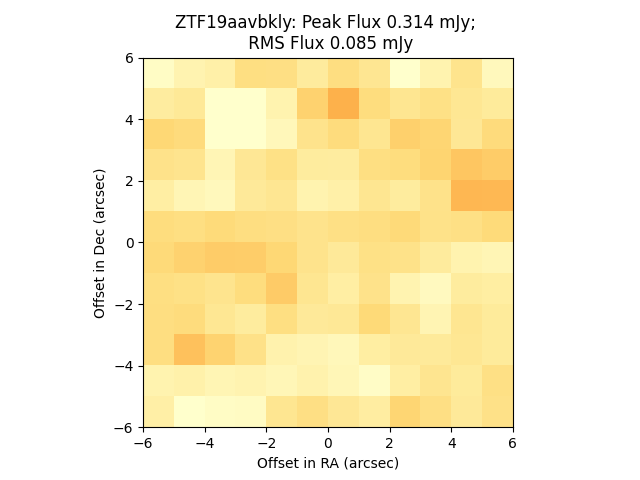 ZTF19aavbkly: Peak Flux 0.314 mJy;
RMS Flux 0.085 mJy
6
4
2
0
−2
−4
−6
Offset in Dec (arcsec)
−6 −4 −2 0 2 4 6
Offset in RA (arcsec)